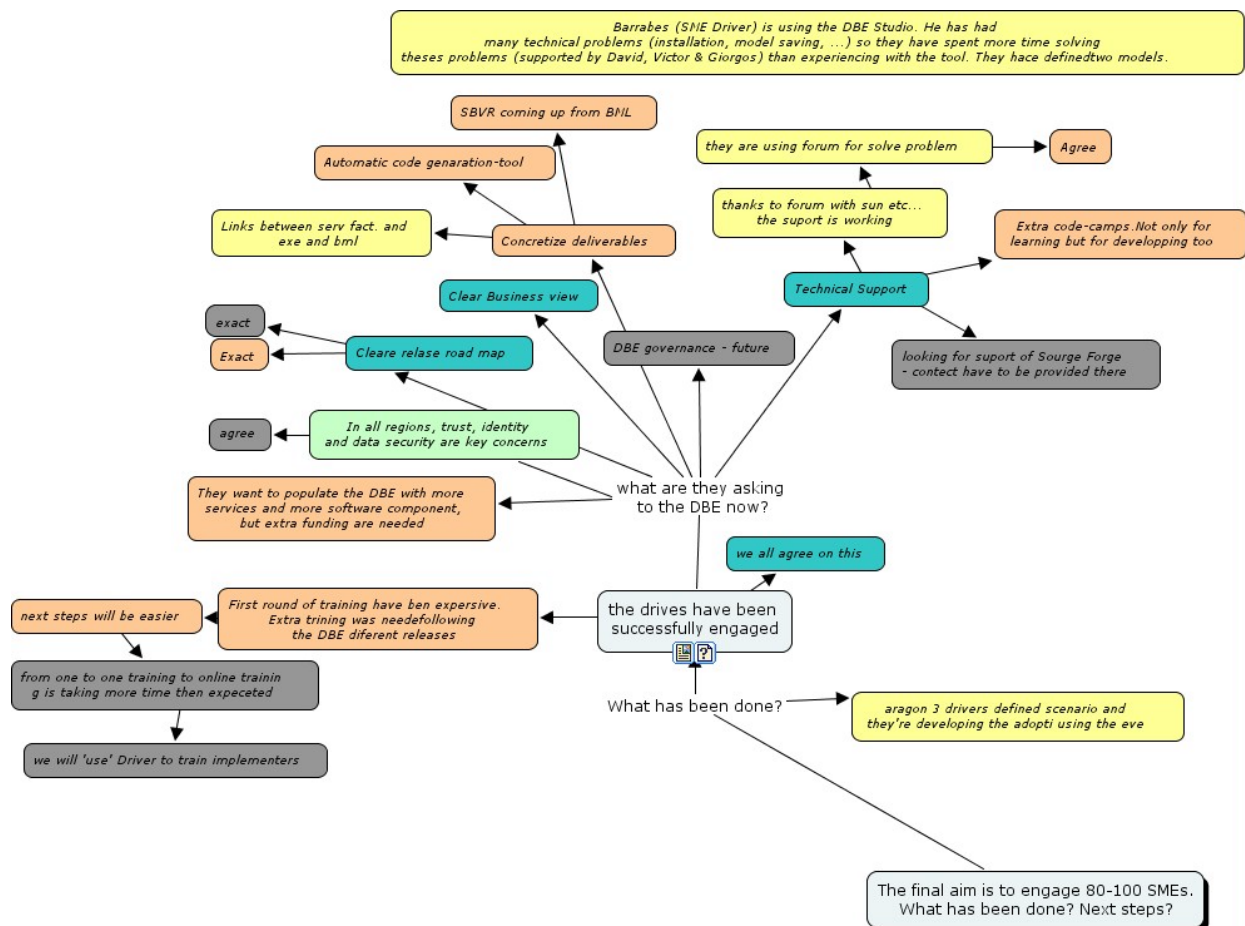 Barrabes (SME Driver) is using the DBE Studio. He has had
many technical problems (installation, model saving, ...) so they have spent more time solving
theses problems (supported by David, Victor & Giorgos) than experiencing with the tool. They hace definedtwo models.
SBVR coming up from BML
they are using forum for solve problem
Agree
Automatic code genaration-tool
thanks to forum with sun etc...
the suport is working
Links between serv fact. and
exe and bml
Concretize deliverables
Extra code-camps.Not only for
learning but for developping too
Clear Business view
Technical Support
exact
Exact
Cleare relase road map
DBE governance - future
looking for suport of Sourge Forge
- contect have to be provided there
agree
In all regions, trust, identity
and data security are key concerns
They want to populate the DBE with more
services and more software component,
but extra funding are needed
what are they asking
to the DBE now?
we all agree on this
next steps will be easier
First round of training have ben expersive.
Extra trining was needefollowing
the DBE diferent releases
the drives have been
successfully engaged
from one to one training to online trainin
g is taking more time then expeceted
What has been done?
aragon 3 drivers defined scenario and
they're developing the adopti using the eve
we will 'use' Driver to train implementers
The final aim is to engage 80-100 SMEs.
What has been done? Next steps?